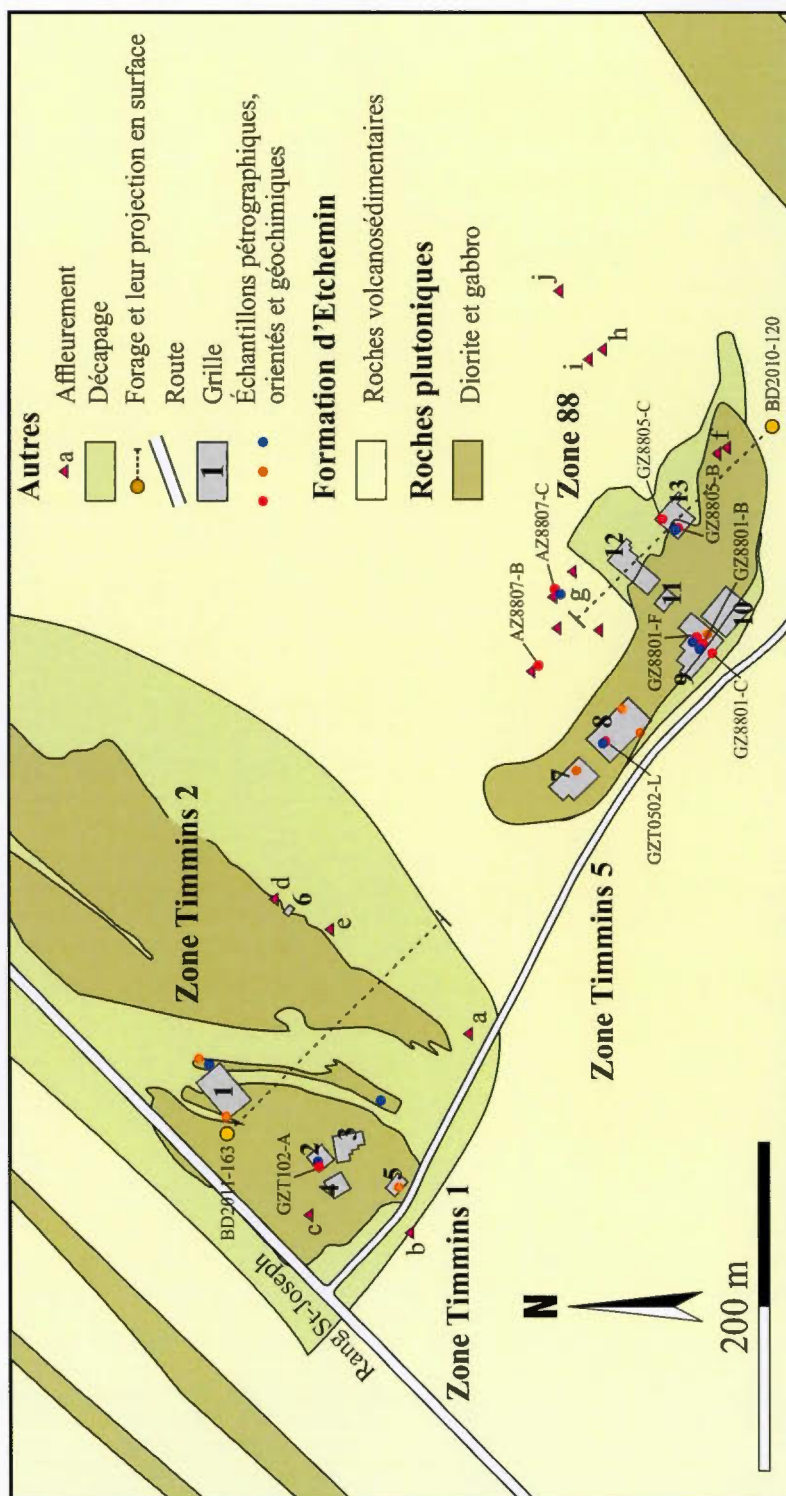 Autres
a Affleurement
Décapage
Forage et leur projection en surface
Route
1 Grille
Échantillons pétrographiques,
orientés et géochimiques
Formation d'Etchemin
Roches volcanosédimentaires
Roches plutoniques
Diorite et gabbro
Zone Timmins 2
d
6
e
a
1
BD2011-163
GZT102-A
2
3
4
5
c
b
Rang St-Joseph
Zone Timmins 1
N
200 m
Zone 88
j
i
h
AZ8807-C
AZ8807-B
g
GZ8805-C
12
13
f
GZ8805-B
11
GZ8801-F
GZ8801-B
10
9
8
7
GZ8801-C
GZT0502-L
BD2010-120
Zone Timmins 5